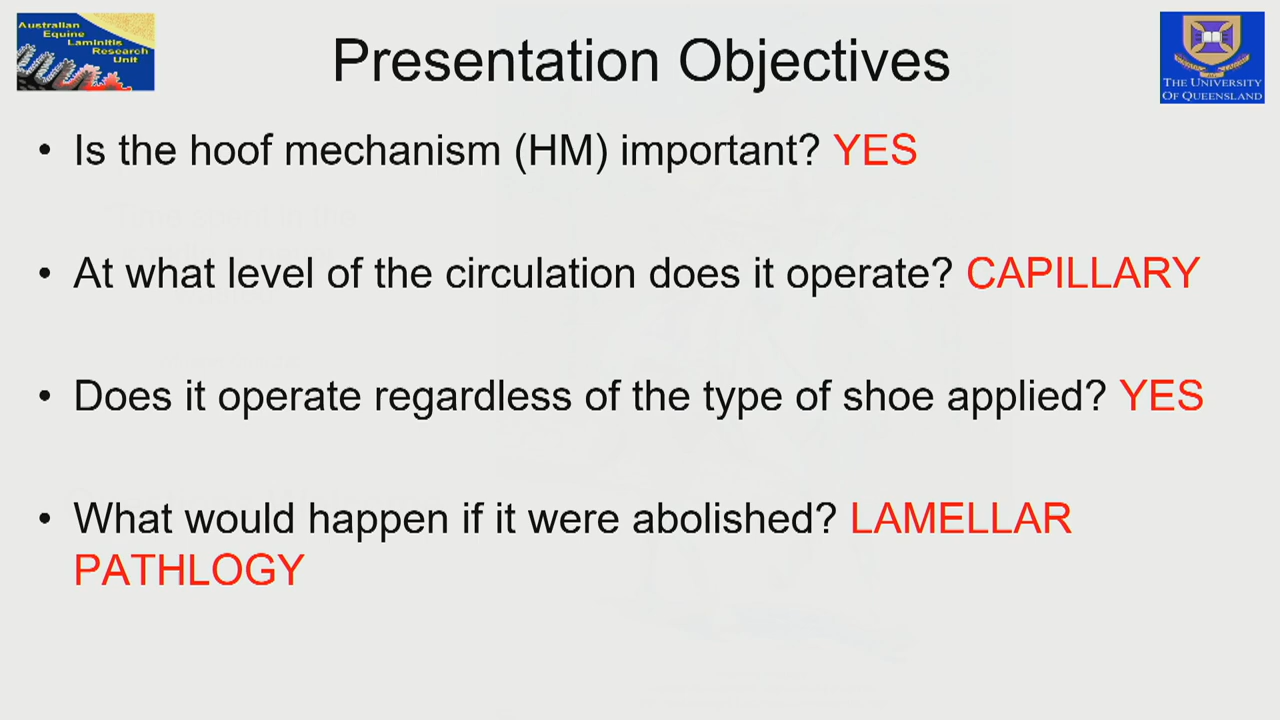 Australian
Equine
Laminitis
Research
Unit
Presentation Objectives
THE UNIVERSITY
OF QUEENSLAND
• Is the hoof mechanism (HM) important? YES
• At what level of the circulation does it operate? CAPILLARY
• Does it operate regardless of the type of shoe applied? YES
• What would happen if it were abolished? LAMELLAR
PATHLOGY